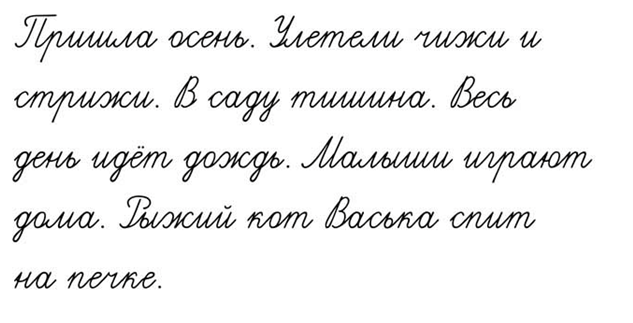 Пришла осень. Улетели чижи и
стрижи. В саду тишина. Весь
день идёт дождь. Малыши играют
дома. Рыжий кот Васька спит
на печке.